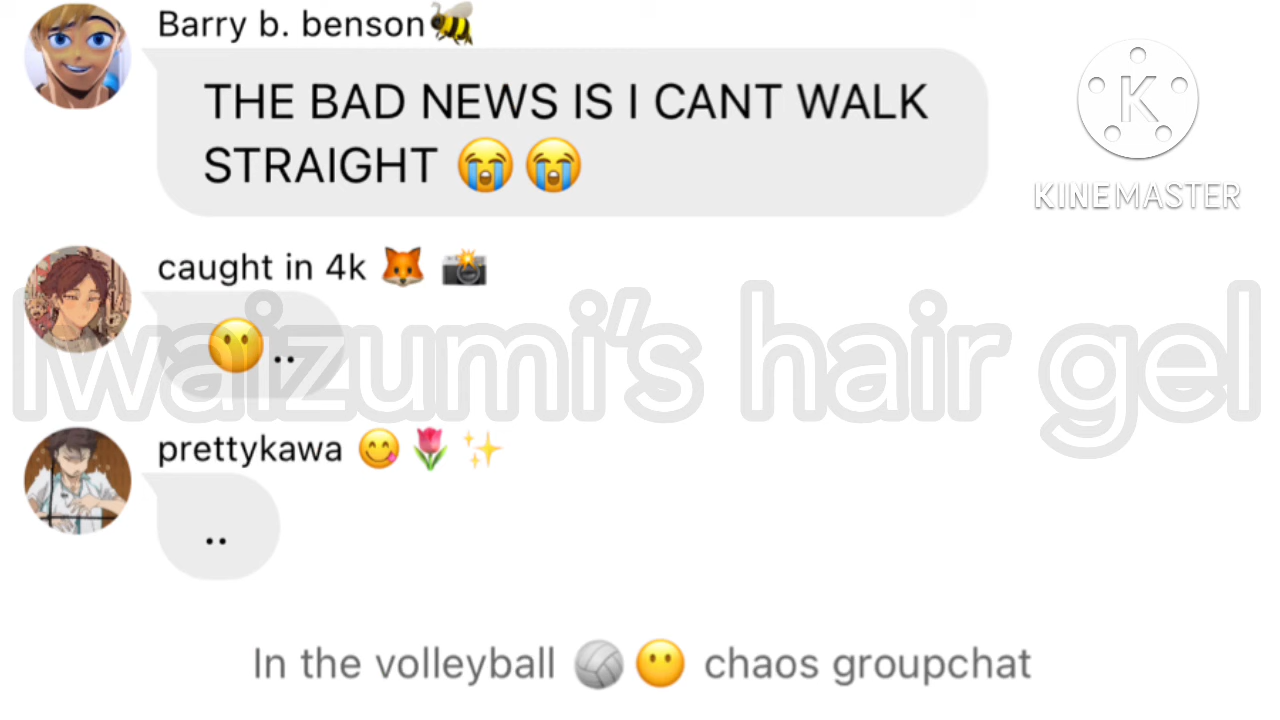 Barry b. benson🐝
THE BAD NEWS IS I CANT WALK
STRAIGHT 😭😭
K
KINEMASTER
caught in 4k 🦊 📸
😶..
Iwaizumi's hair gel
prettykawa 😋🌷✨
..
In the volleyball 🏐😶 chaos groupchat